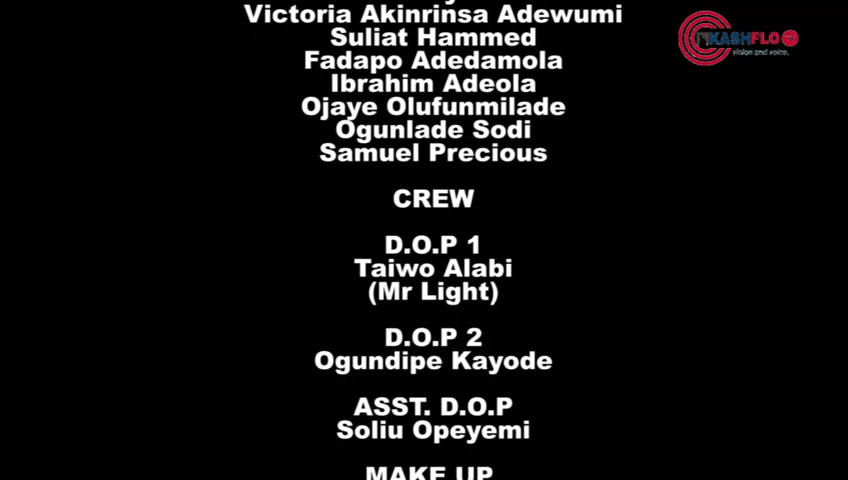 Victoria Akinrinsa Adewumi
Suliat Hammed
Fadapo Adedamola
Ibrahim Adeola
Ojaye Olufunmilade
Ogunlade Sodi
Samuel Precious
CREW
D.O.P 1
Taiwo Alabi
(Mr Light)
D.O.P 2
Ogundipe Kayode
ASST. D.O.P
Soliu Opeyemi
MAKE UP
KASHFLO
vision and voice.